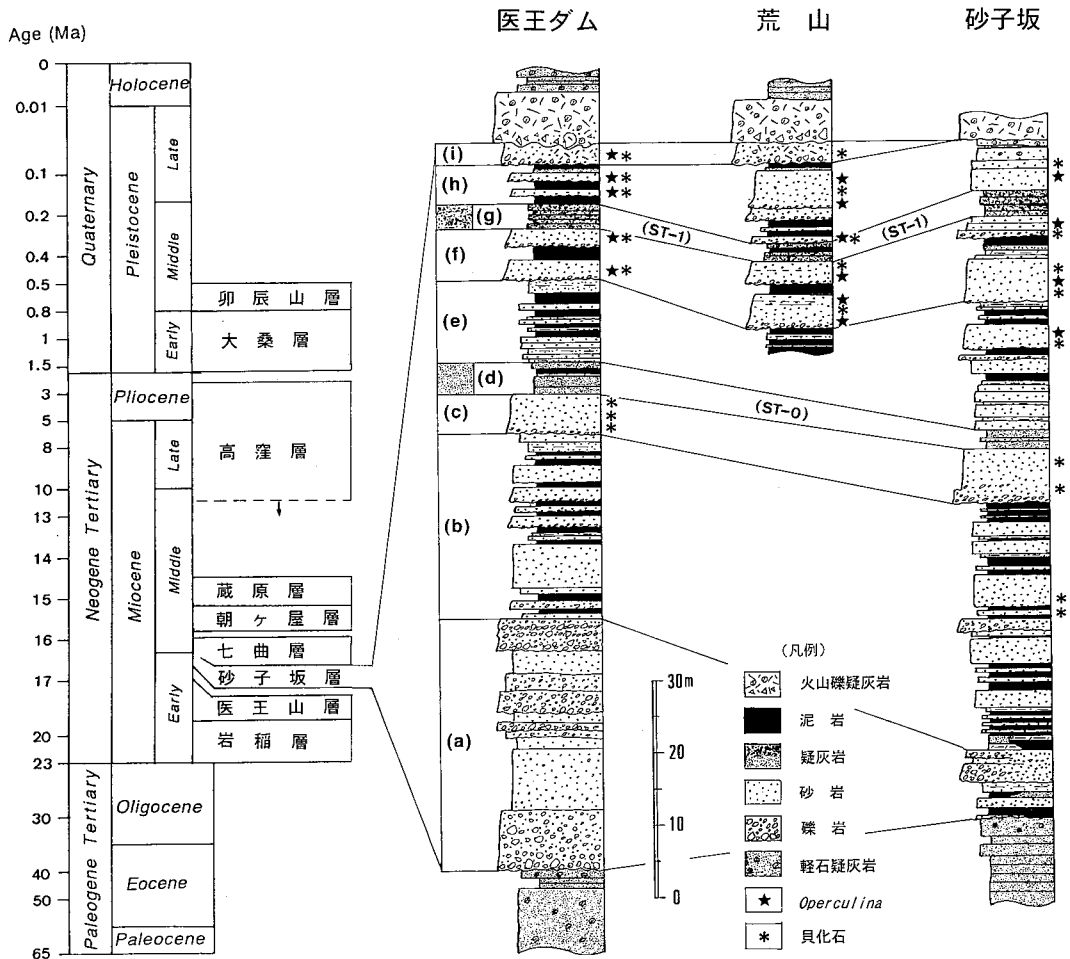 医王ダム
荒山
砂子坂
Age (Ma)
0
0.01
0.1
0.2
0.4
0.5
0.8
1
1.5
3
5
8
10
13
14
15
16
17
20
23
30
40
50
65
Quaternary
Neogene Tertiary
Paleogene Tertiary
Holocene
Pleistocene
Late
Middle
Early
Pliocene
Miocene
Late
Middle
Early
Oligocene
Eocene
Paleocene
卯辰山層
大桑層
高窪層
蔵原層
朝ヶ屋層
七曲層
砂子坂層
医王山層
岩稲層
(i)
(h)
(g)
(f)
(e)
(d)
(c)
(b)
(a)
(ST-1)
(ST-1)
(ST-0)
30m
20
10
0
(凡例)
火山礫疑灰岩
泥岩
疑灰岩
砂岩
礫岩
軽石疑灰岩
Operculina
貝化石